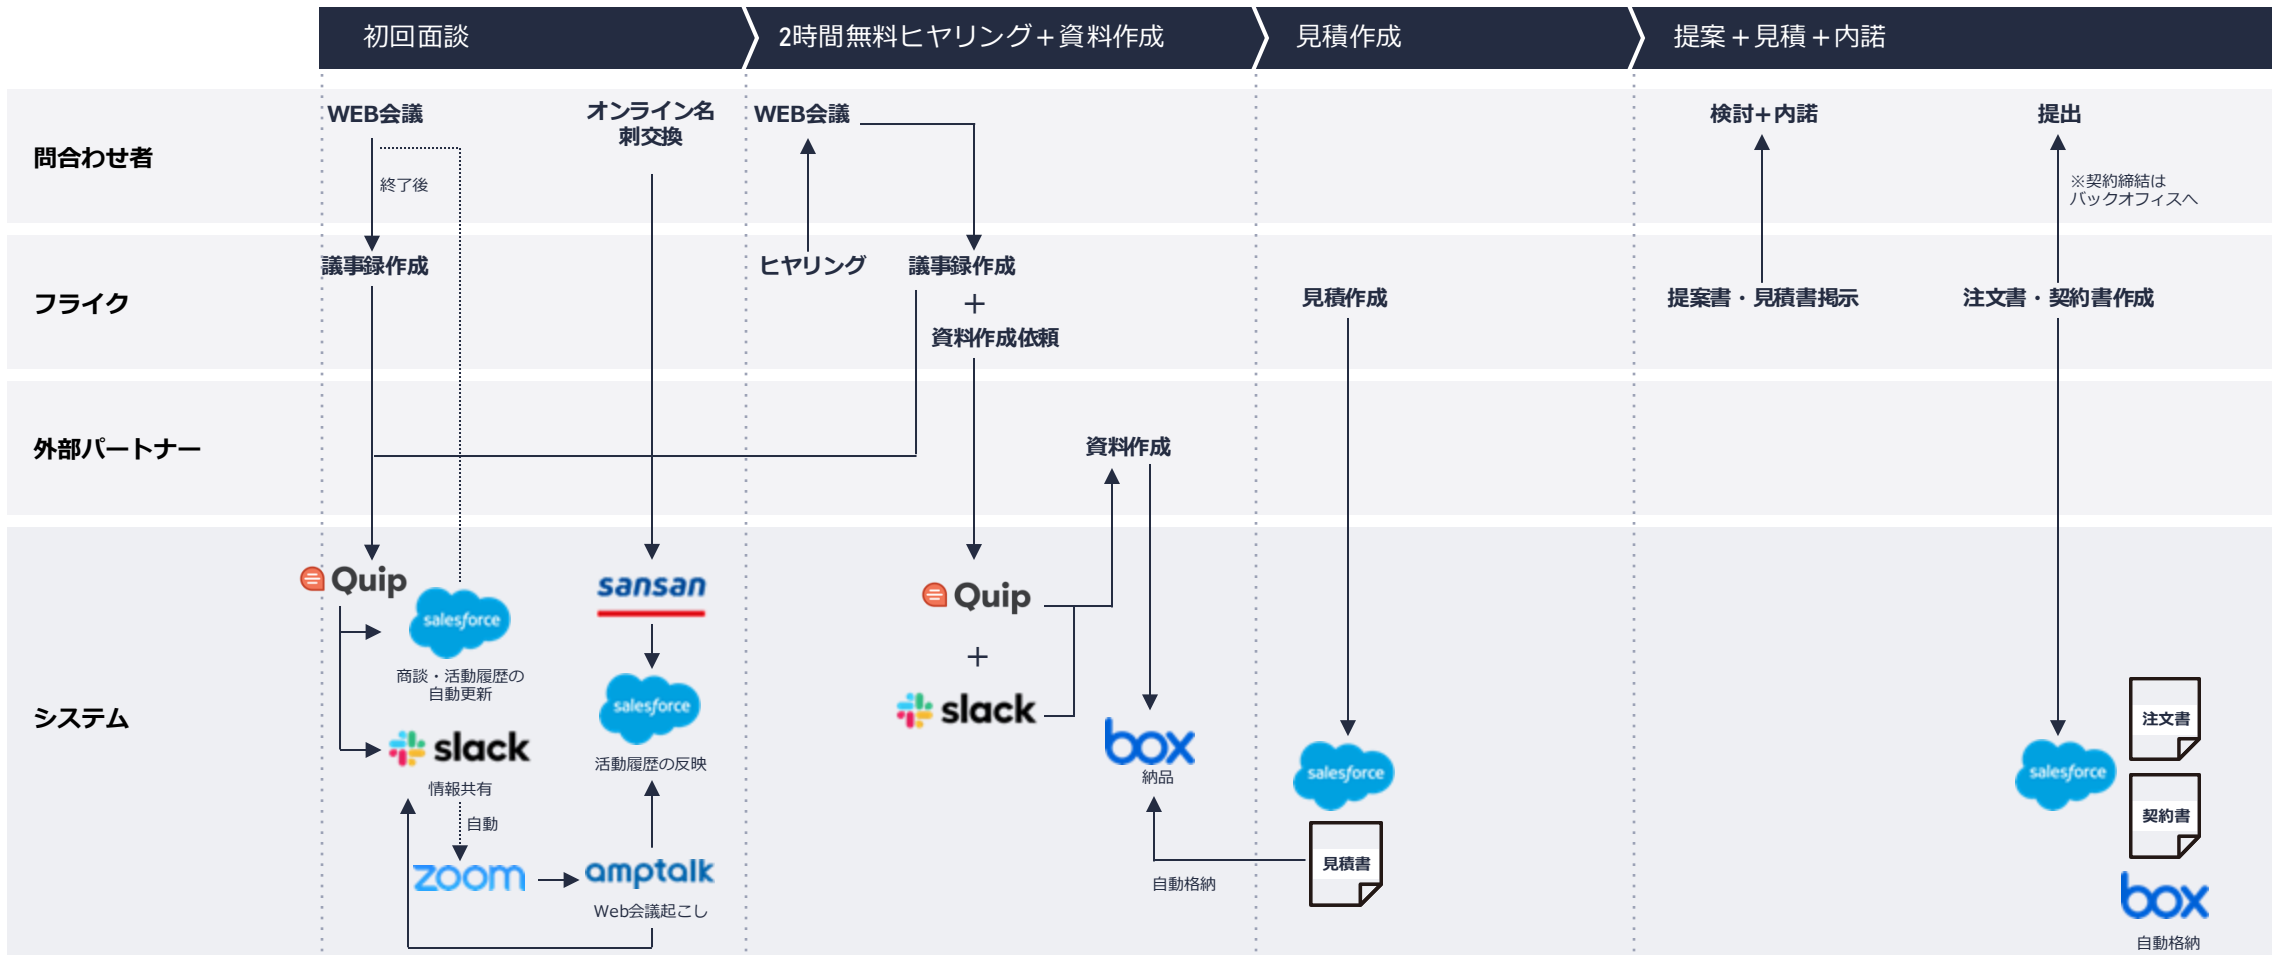 初回面談
2時間無料ヒヤリング＋資料作成
見積作成
提案＋見積＋内諾
問合わせ者
WEB会議
終了後
オンライン名
刺交換
WEB会議
検討+内諾
提出
※契約締結は
バックオフィスへ
フライク
議事録作成
ヒヤリング
議事録作成
＋
資料作成依頼
見積作成
提案書・見積書掲示
注文書・契約書作成
外部パートナー
資料作成
システム
Quip
salesforce
商談・活動履歴の
自動更新
slack
情報共有
自動
zoom
sansan
salesforce
活動履歴の反映
amptalk
Web会議起こし
Quip
＋
slack
box
納品
自動格納
salesforce
見積書
salesforce
注文書
契約書
box
自動格納